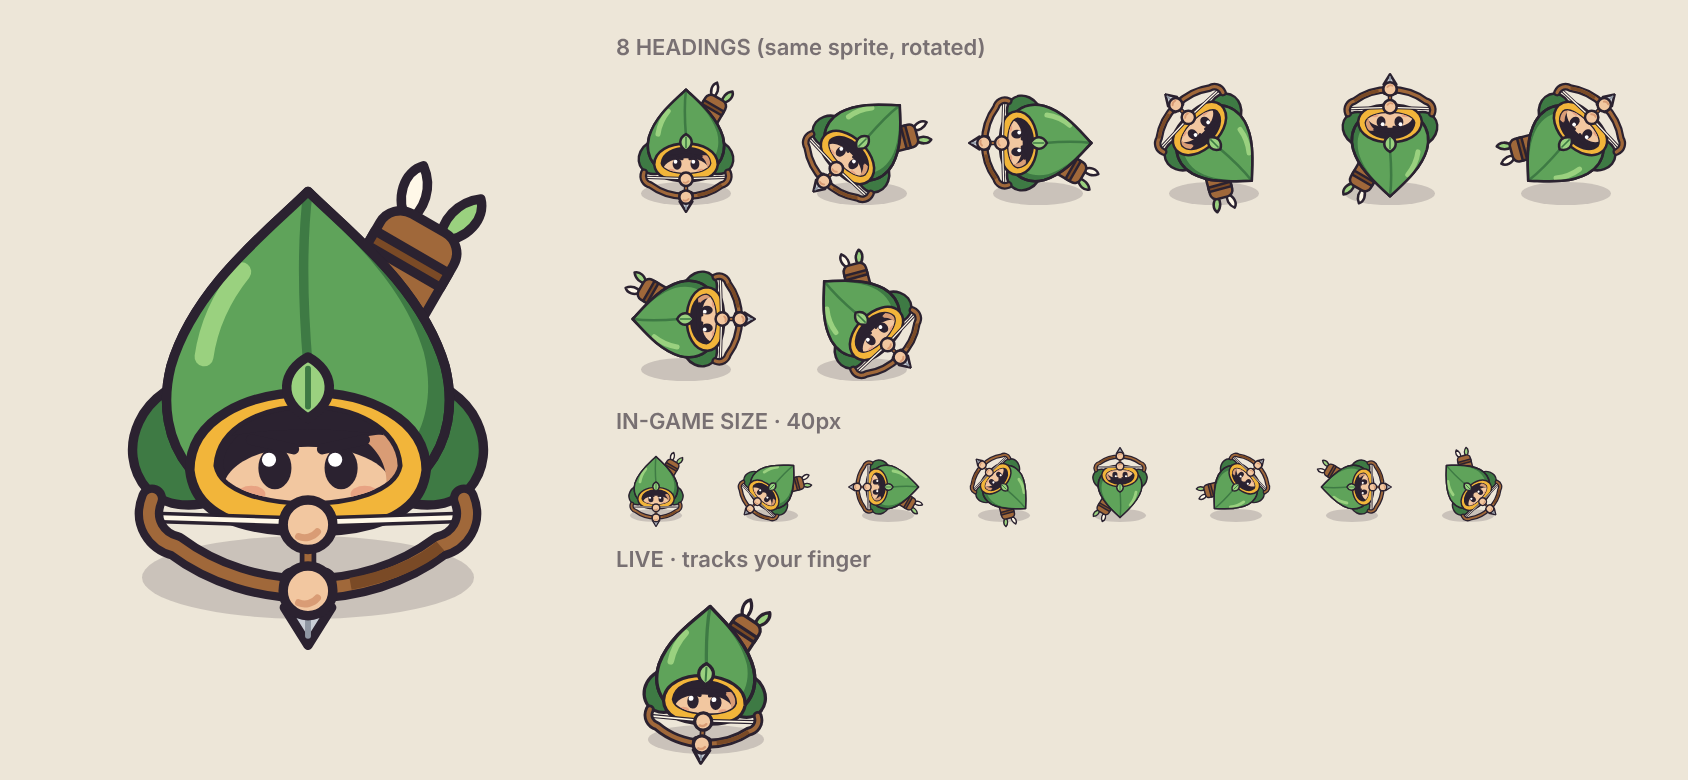 8 HEADINGS (same sprite, rotated)
IN-GAME SIZE · 40px
LIVE · tracks your finger